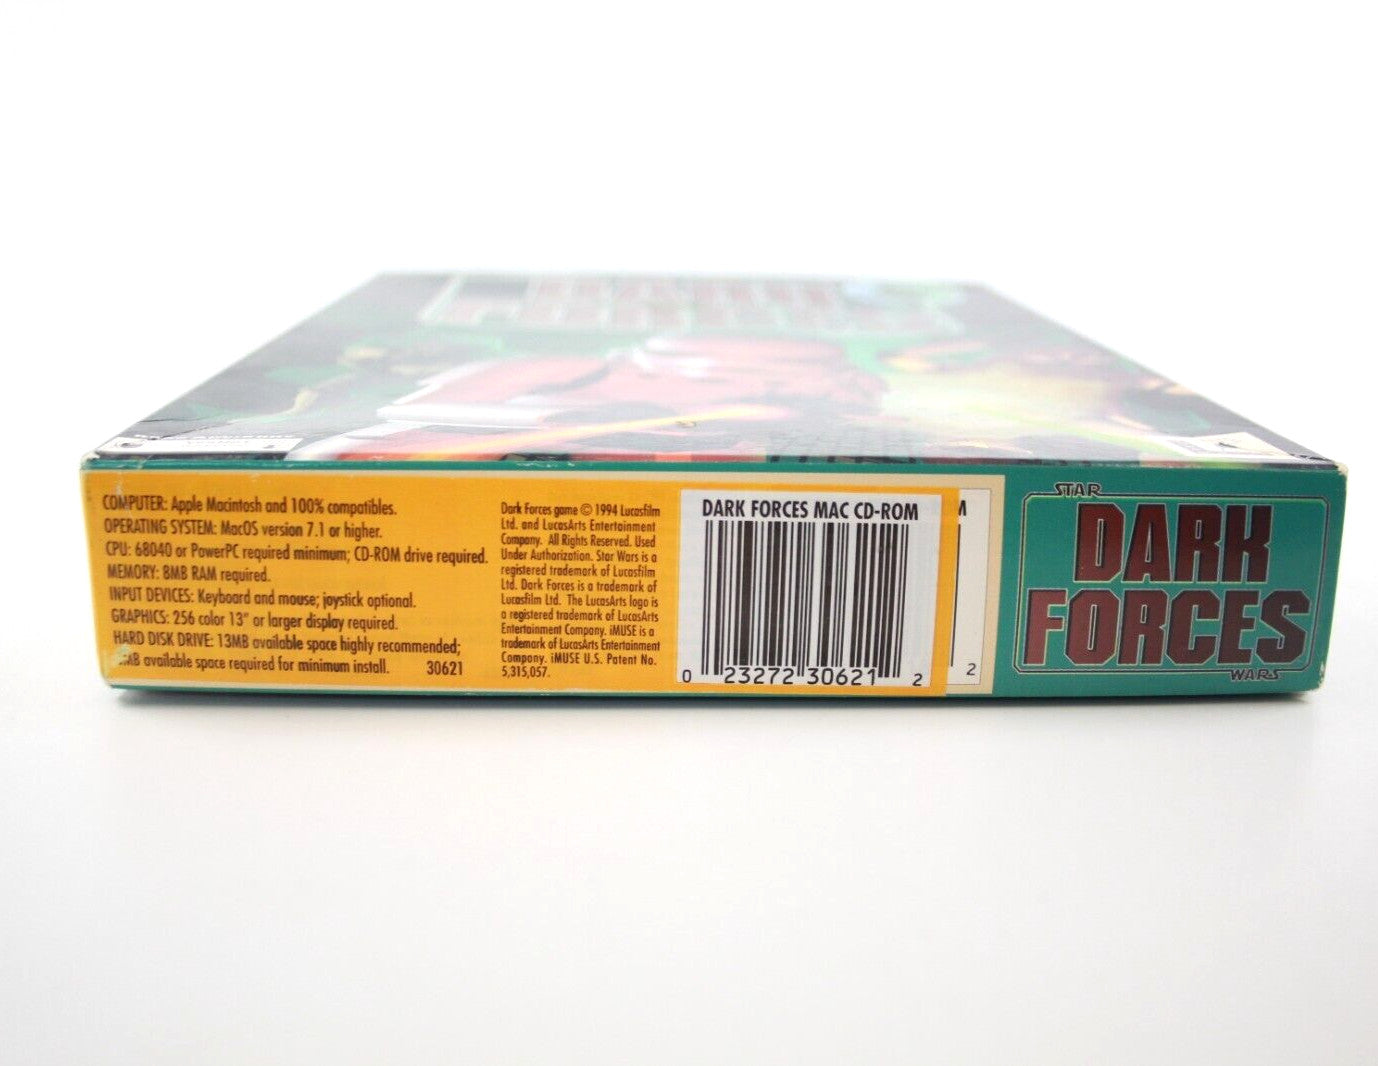 DARK
FORCES
COMPUTER: Apple Macintosh and 100% compatibles.
OPERATING SYSTEM: MacOS version 7.1 or higher.
CPU: 68040 or PowerPC required minimum; CD-ROM drive required.
MEMORY: 8MB RAM required.
INPUT DEVICES: Keyboard and mouse; joystick optional.
GRAPHICS: 256 color 13" or larger display required.
HARD DISK DRIVE: 13MB available space highly recommended;
available space required for minimum install. 30621
Dark Forces game © 1994 Lucasfilm
Ltd. and LucasArts Entertainment
Company. All Rights Reserved. Used
Under Authorization. Star Wars is a
registered trademark of Lucasfilm
Ltd. Dark Forces is a trademark of
Lucasfilm Ltd. The LucasArts logo is
a registered trademark of LucasArts
Entertainment Company. iMUSE is a
trademark of LucasArts Entertainment
Company. iMUSE U.S. Patent No.
5,315,057.
DARK FORCES MAC CD-ROM
0 23272 30621 2
M
2
STAR
DARK
FORCES
WARS